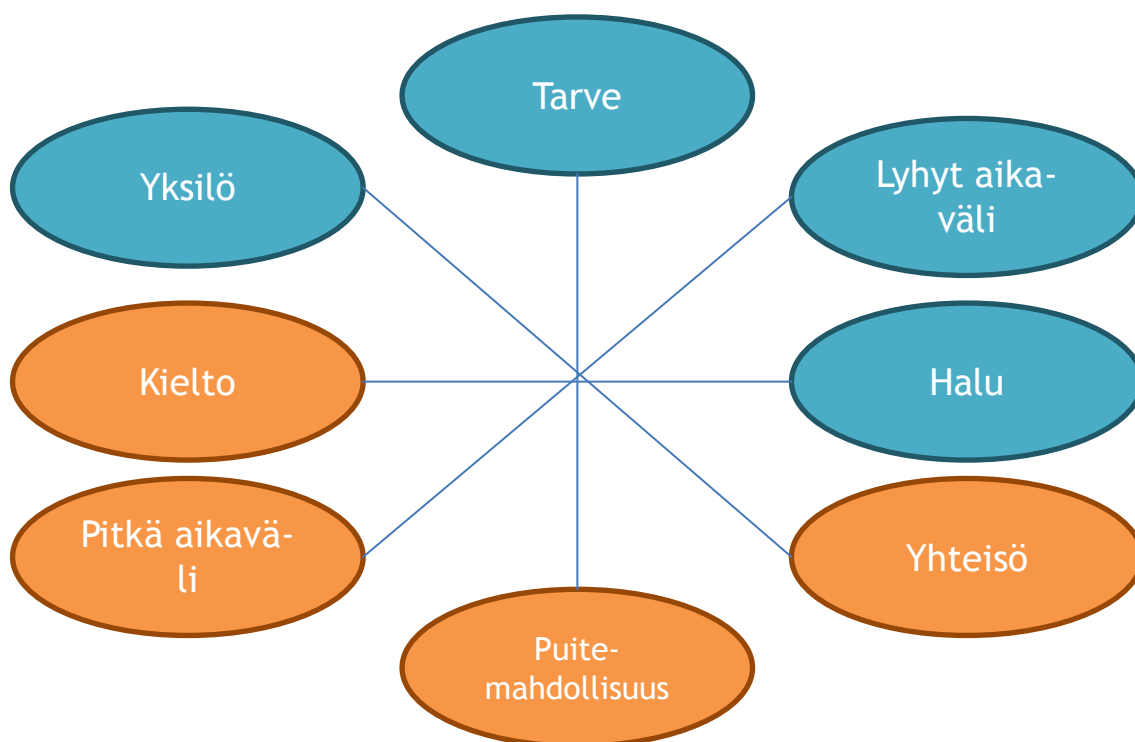 Tarve
Yksilö
Lyhyt aika-
väli
Kielto
Halu
Pitkä aikavä-
li
Yhteisö
Puite-
mahdollisuus